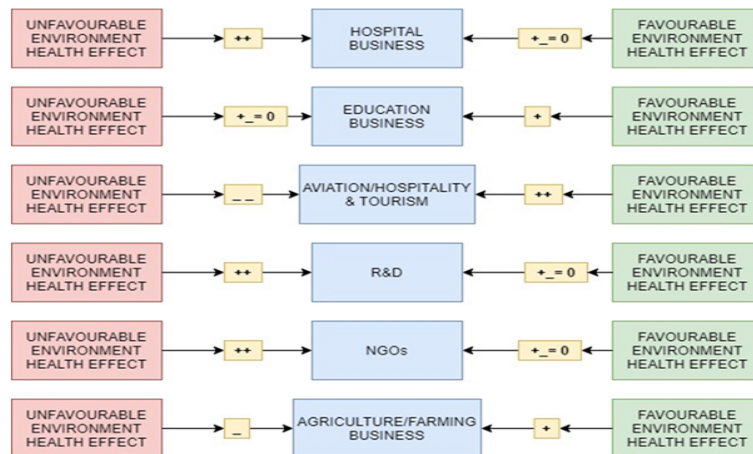 UNFAVOURABLE
ENVIRONMENT
HEALTH EFFECT
++
HOSPITAL
BUSINESS
+_= 0
FAVOURABLE
ENVIRONMENT
HEALTH EFFECT
UNFAVOURABLE
ENVIRONMENT
HEALTH EFFECT
+_= 0
EDUCATION
BUSINESS
+
FAVOURABLE
ENVIRONMENT
HEALTH EFFECT
UNFAVOURABLE
ENVIRONMENT
HEALTH EFFECT
_ _
AVIATION/HOSPITALITY
& TOURISM
++
FAVOURABLE
ENVIRONMENT
HEALTH EFFECT
UNFAVOURABLE
ENVIRONMENT
HEALTH EFFECT
++
R&D
+_= 0
FAVOURABLE
ENVIRONMENT
HEALTH EFFECT
UNFAVOURABLE
ENVIRONMENT
HEALTH EFFECT
++
NGOs
+_= 0
FAVOURABLE
ENVIRONMENT
HEALTH EFFECT
UNFAVOURABLE
ENVIRONMENT
HEALTH EFFECT
_
AGRICULTURE/FARMING
BUSINESS
+
FAVOURABLE
ENVIRONMENT
HEALTH EFFECT